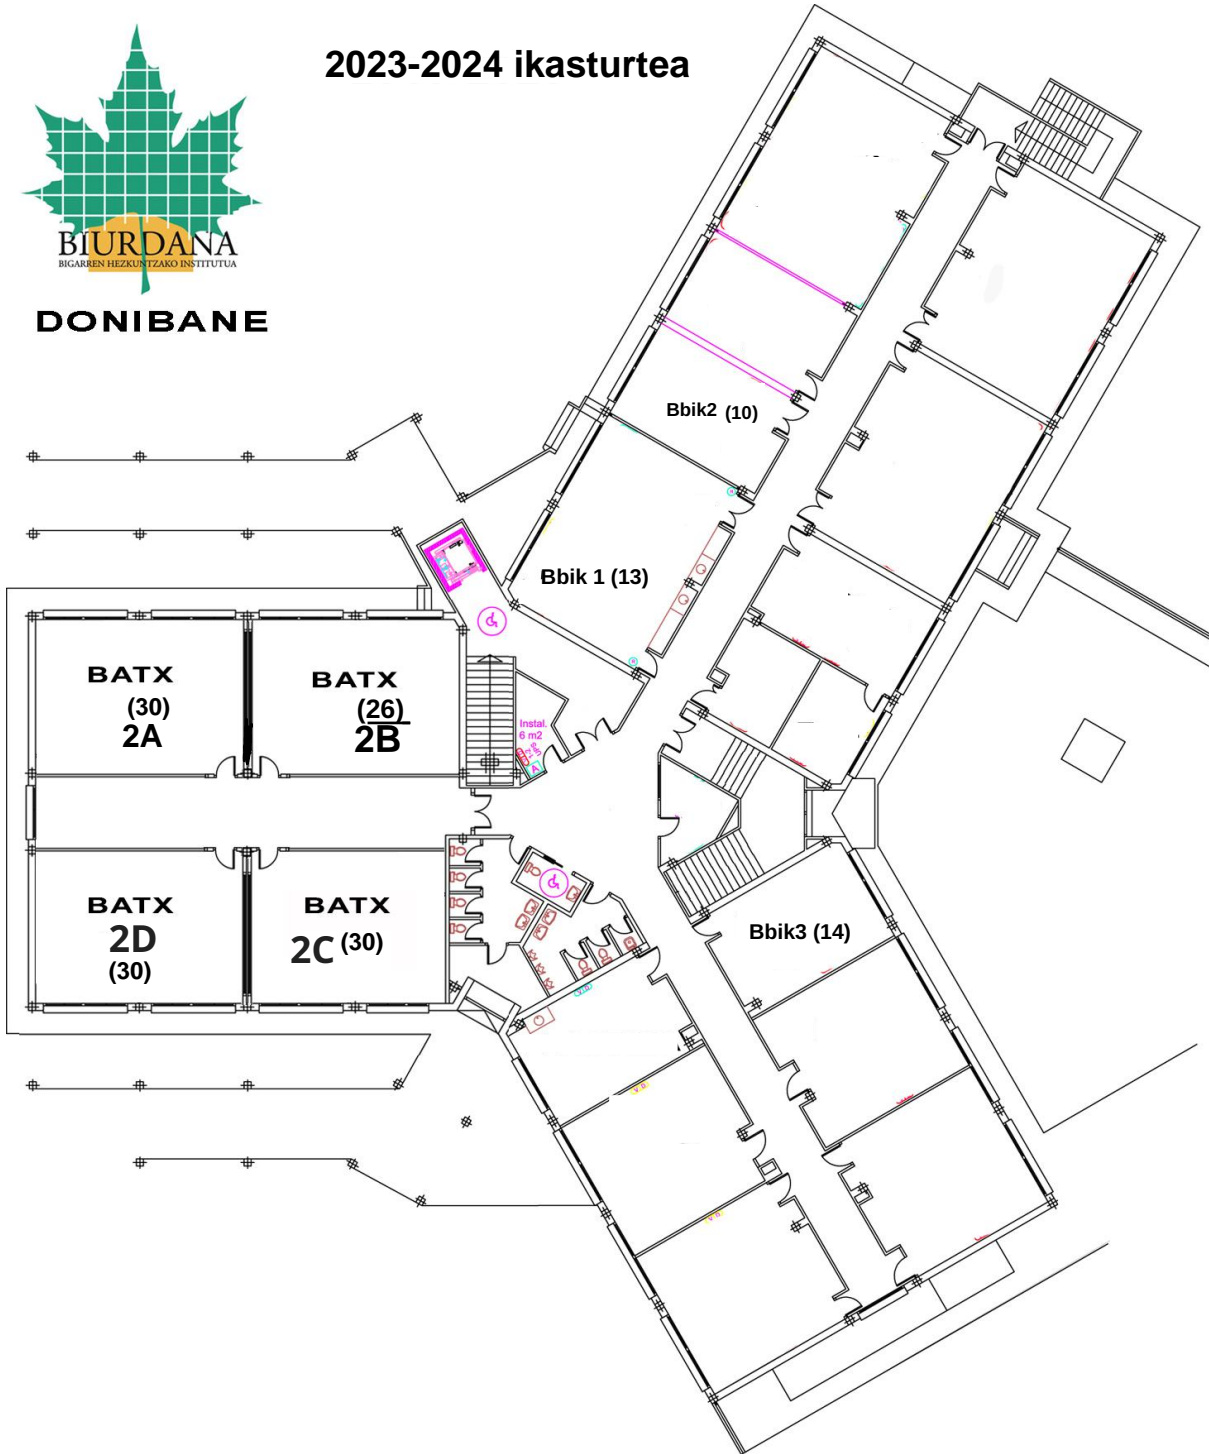 2023-2024 ikasturtea
BIURDANA
BIGARREN HEZKUNTZAKO INSTITUTUA
DONIBANE
Bbik2 (10)
Bbik 1 (13)
BATX
(30)
2A
BATX
(26)
2B
Instal.
6 m2
A
BATX
2D
(30)
BATX
2C (30)
Bbik3 (14)